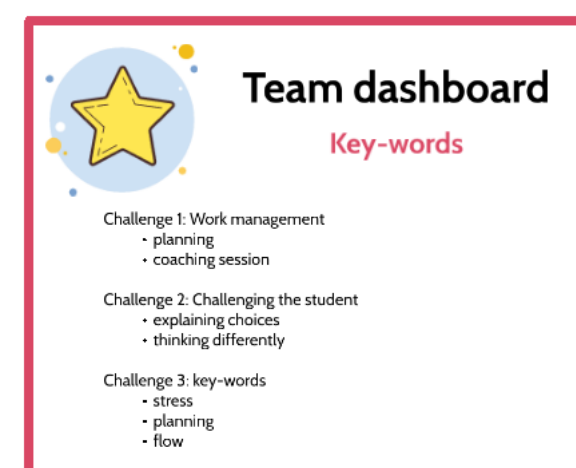 Team dashboard
Key-words
Challenge 1: Work management
- planning
• coaching session
Challenge 2: Challenging the student
• explaining choices
• thinking differently
Challenge 3: key-words
- stress
- planning
- flow